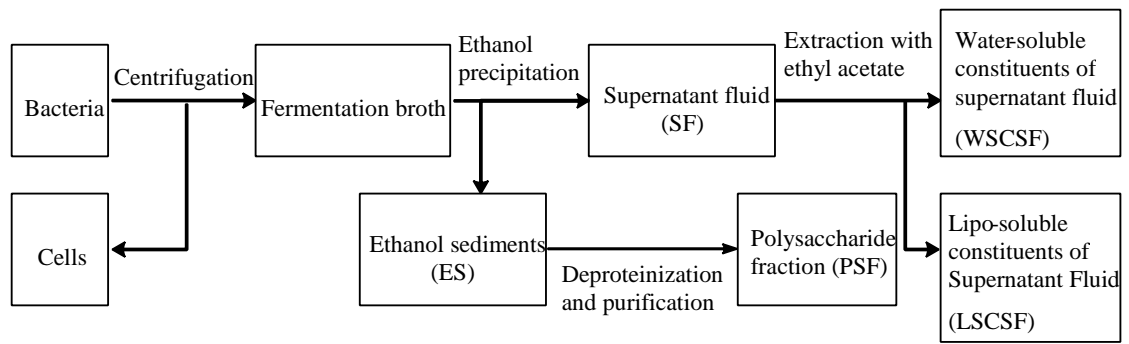 Bacteria
Centrifugation
Fermentation broth
Ethanol
precipitation
Supernatant fluid
(SF)
Extraction with
ethyl acetate
Water-soluble
constituents of
supernatant fluid
(WSCSF)
Cells
Ethanol sediments
(ES)
Deproteinization
and purification
Polysaccharide
fraction (PSF)
Lipo-soluble
constituents of
Supernatant Fluid
(LSCSF)